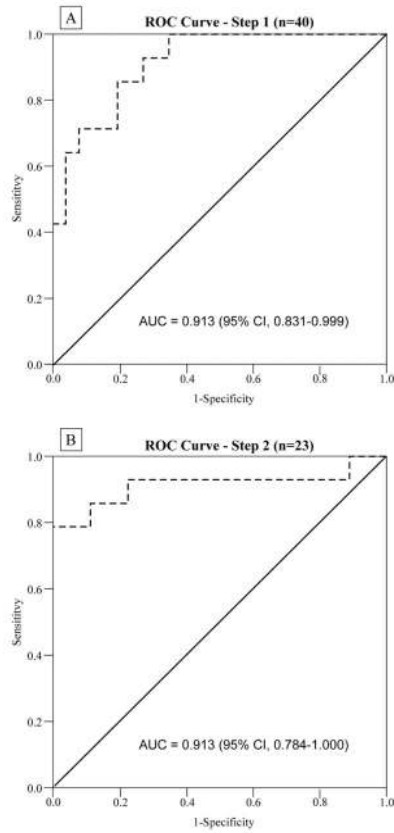 A
ROC Curve - Step 1 (n=40)
1.0
0.8
0.6
0.4
0.2
0.0
Sensititvy
AUC = 0.913 (95% CI, 0.831-0.999)
0.0 0.2 0.4 0.6 0.8 1.0
1-Specificity
B
ROC Curve - Step 2 (n=23)
1.0
0.8
0.6
0.4
0.2
0.0
Sensititvy
AUC = 0.913 (95% CI, 0.784-1.000)
0.0 0.2 0.4 0.6 0.8 1.0
1-Specificity